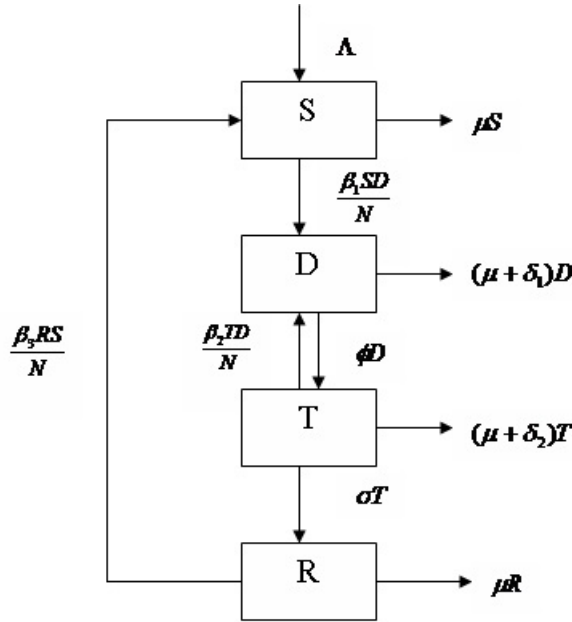 Λ
S
μS
β₁SD/N
D
(μ + δ₁)D
β₃RS/N
β₂TD/N
ϕD
T
(μ + δ₂)T
σT
R
μR